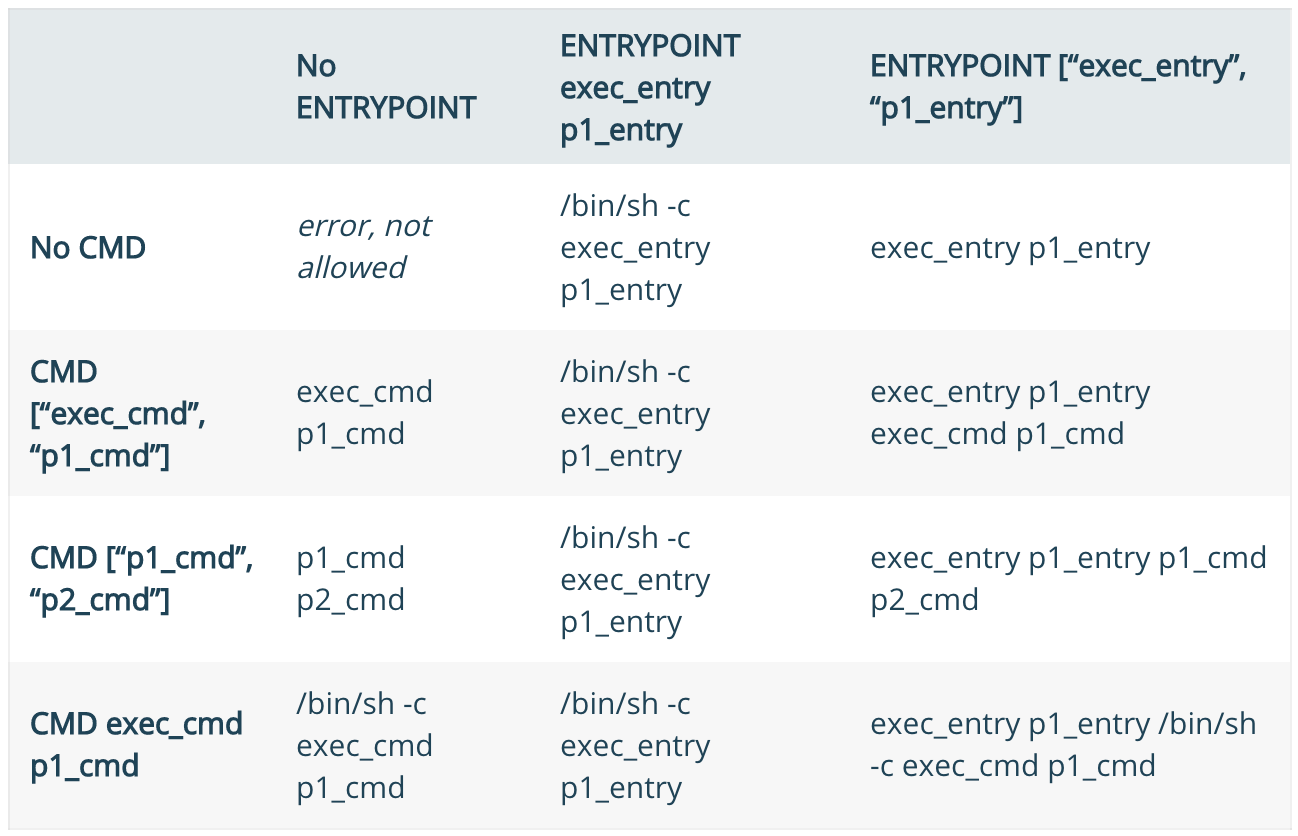 No
ENTRYPOINT
ENTRYPOINT
exec_entry
p1_entry
ENTRYPOINT [“exec_entry”,
“p1_entry”]
No CMD
error, not
allowed
/bin/sh -c
exec_entry
p1_entry
exec_entry p1_entry
CMD
[“exec_cmd”,
“p1_cmd”]
exec_cmd
p1_cmd
/bin/sh -c
exec_entry
p1_entry
exec_entry p1_entry
exec_cmd p1_cmd
CMD [“p1_cmd”,
“p2_cmd”]
p1_cmd
p2_cmd
/bin/sh -c
exec_entry
p1_entry
exec_entry p1_entry p1_cmd
p2_cmd
CMD exec_cmd
p1_cmd
/bin/sh -c
exec_cmd
p1_cmd
/bin/sh -c
exec_entry
p1_entry
exec_entry p1_entry /bin/sh
-c exec_cmd p1_cmd